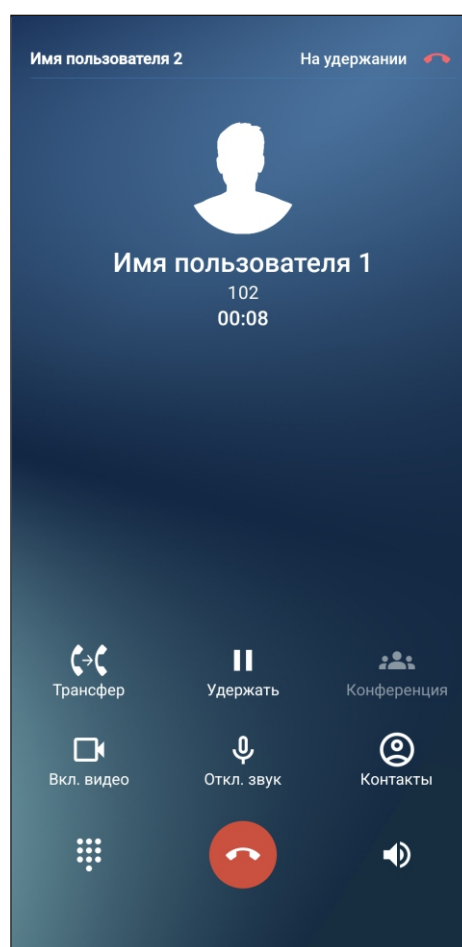 Имя пользователя 2 На удержании
Имя пользователя 1
102
00:08
Трансфер Удержать Конференция
Вкл. видео Откл. звук Контакты